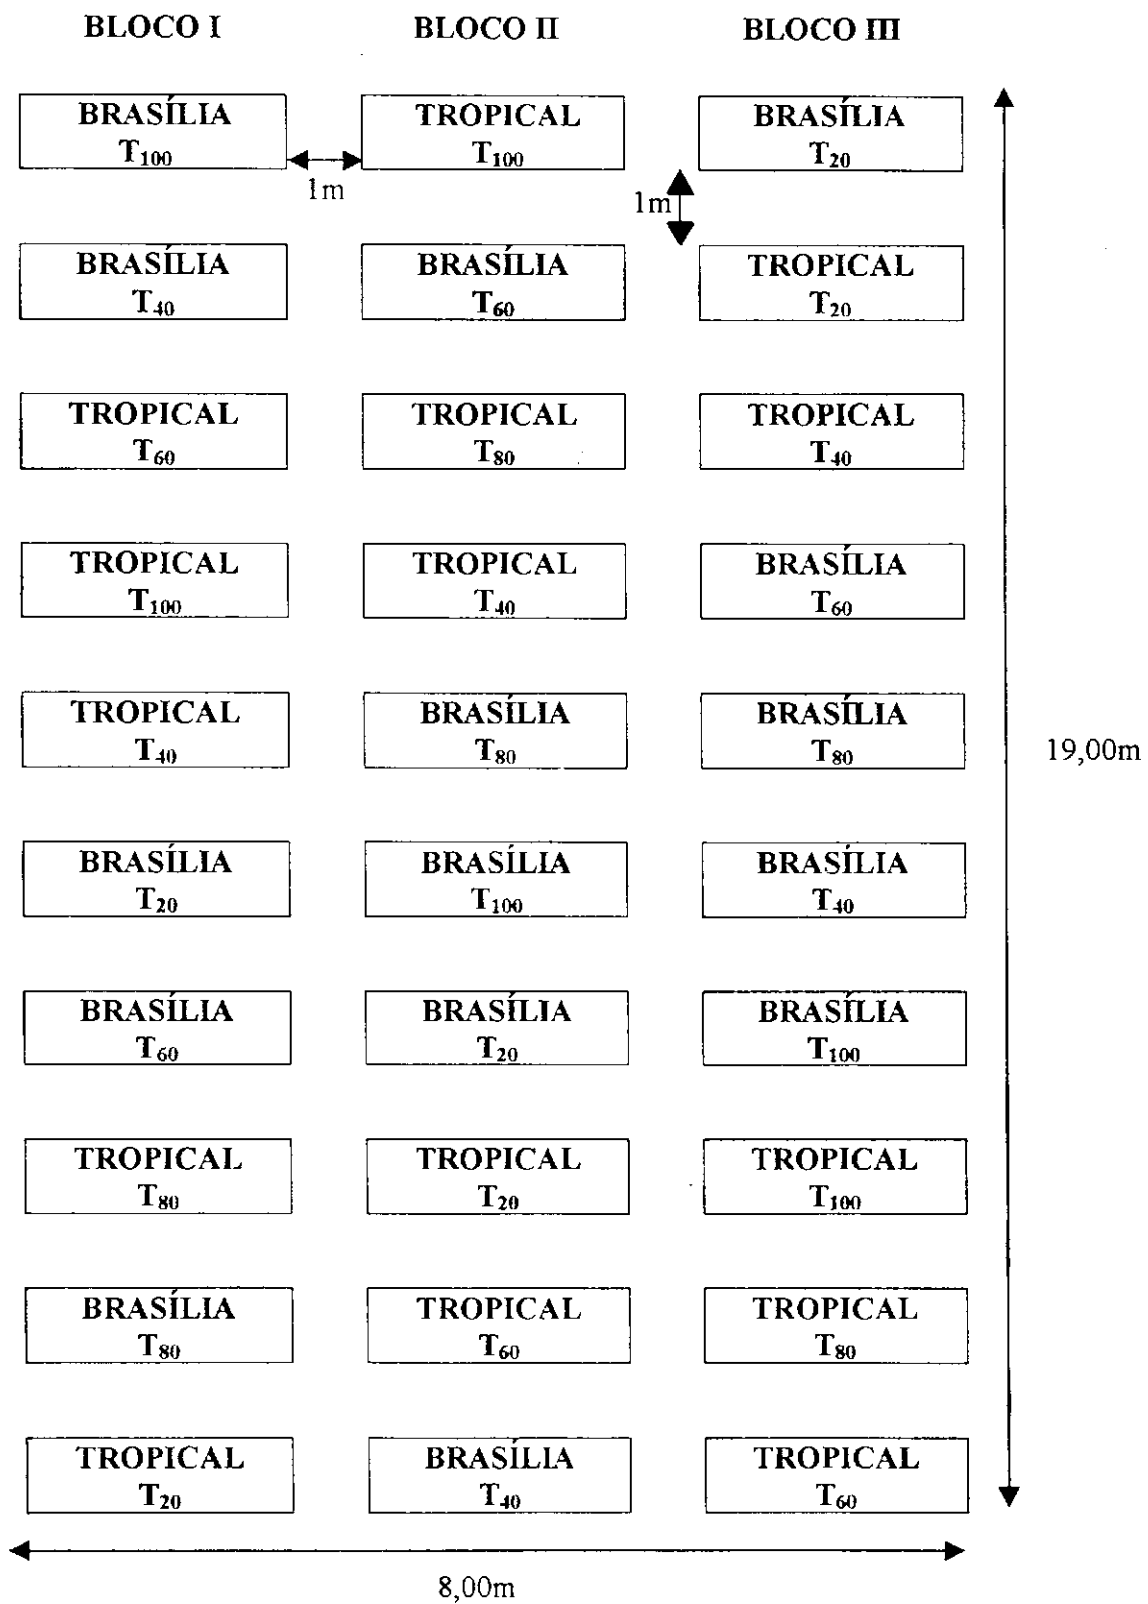 BLOCO I BLOCO II BLOCO III
BRASÍLIA TROPICAL BRASÍLIA
T100 T100 T20
1m
1m
BRASÍLIA BRASÍLIA TROPICAL
T40 T60 T20
TROPICAL TROPICAL TROPICAL
T60 T80 T40
TROPICAL TROPICAL BRASÍLIA
T100 T40 T60
TROPICAL BRASÍLIA BRASÍLIA
T40 T80 T80
19,00m
BRASÍLIA BRASÍLIA BRASÍLIA
T20 T100 T40
BRASÍLIA BRASÍLIA BRASÍLIA
T60 T20 T100
TROPICAL TROPICAL TROPICAL
T80 T20 T100
BRASÍLIA TROPICAL TROPICAL
T80 T60 T80
TROPICAL BRASÍLIA TROPICAL
T20 T40 T60
8,00m